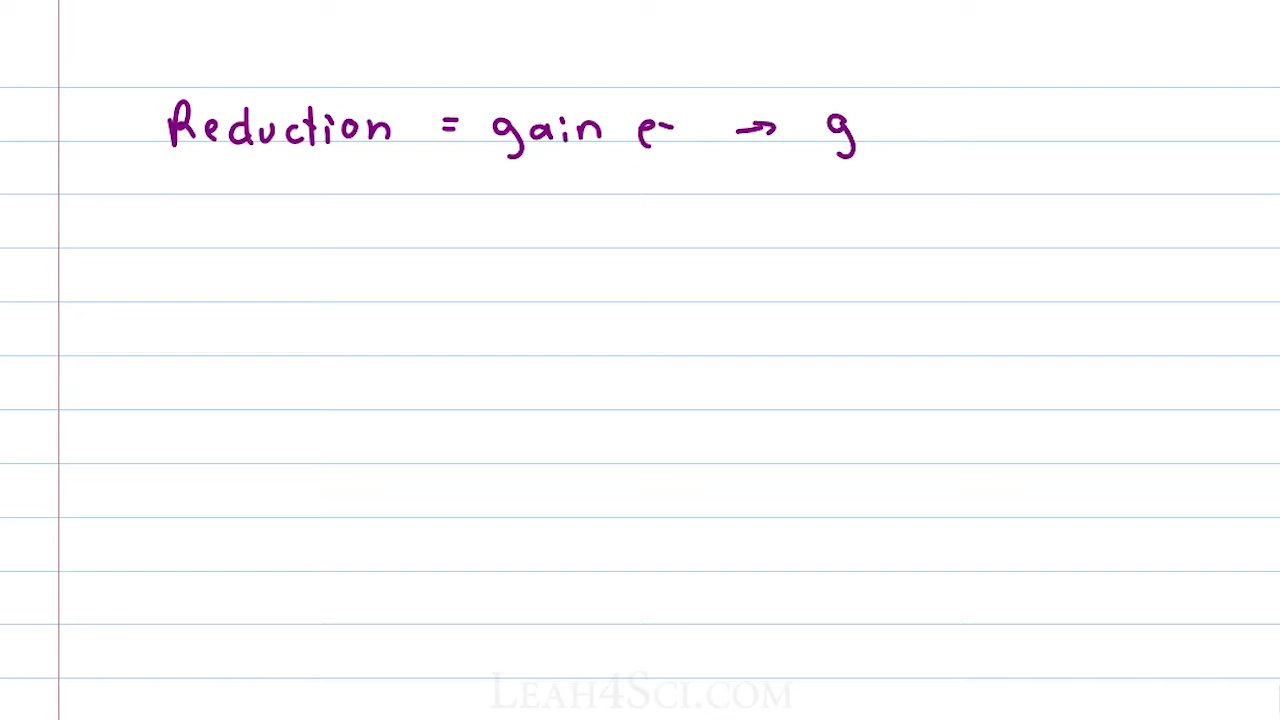 Reduction = gain e- → g
LEAH4SCI.COM